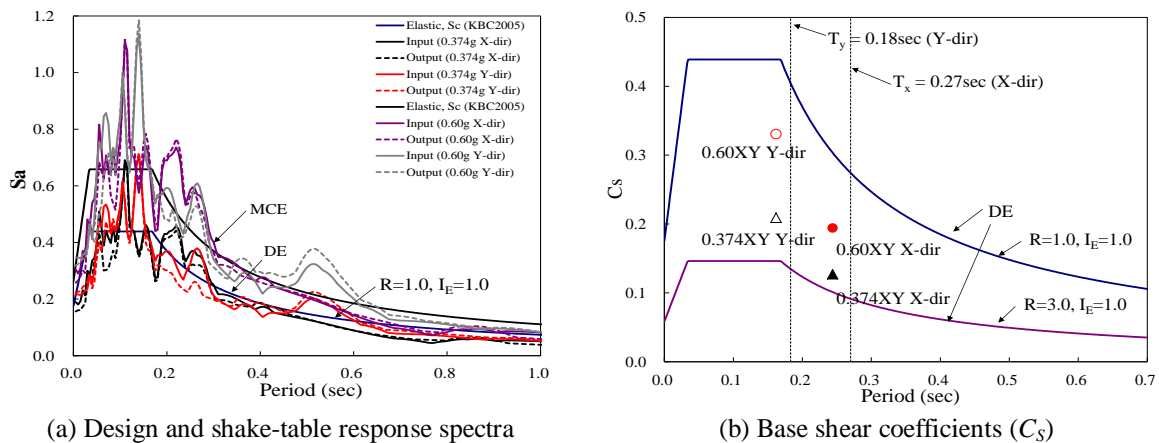 1.2
1.0
0.8
0.6
0.4
0.2
0.0
Sa
Elastic, Sc (KBC2005)
Input (0.374g X-dir)
Output (0.374g X-dir)
Input (0.374g Y-dir)
Output (0.374g Y-dir)
Elastic, Sc (KBC2005)
Input (0.60g X-dir)
Output (0.60g X-dir)
Input (0.60g Y-dir)
Output (0.60g Y-dir)
MCE
DE
R=1.0, I_E=1.0
0.0 0.2 0.4 0.6 0.8 1.0
Period (sec)
(a) Design and shake-table response spectra
0.5
0.4
0.3
0.2
0.1
0.0
Cs
T_y = 0.18sec (Y-dir)
T_x = 0.27sec (X-dir)
0.60XY Y-dir
0.374XY Y-dir
0.60XY X-dir
0.374XY X-dir
DE
R=1.0, I_E=1.0
R=3.0, I_E=1.0
0.0 0.1 0.2 0.3 0.4 0.5 0.6 0.7
Period (sec)
(b) Base shear coefficients (C_S)